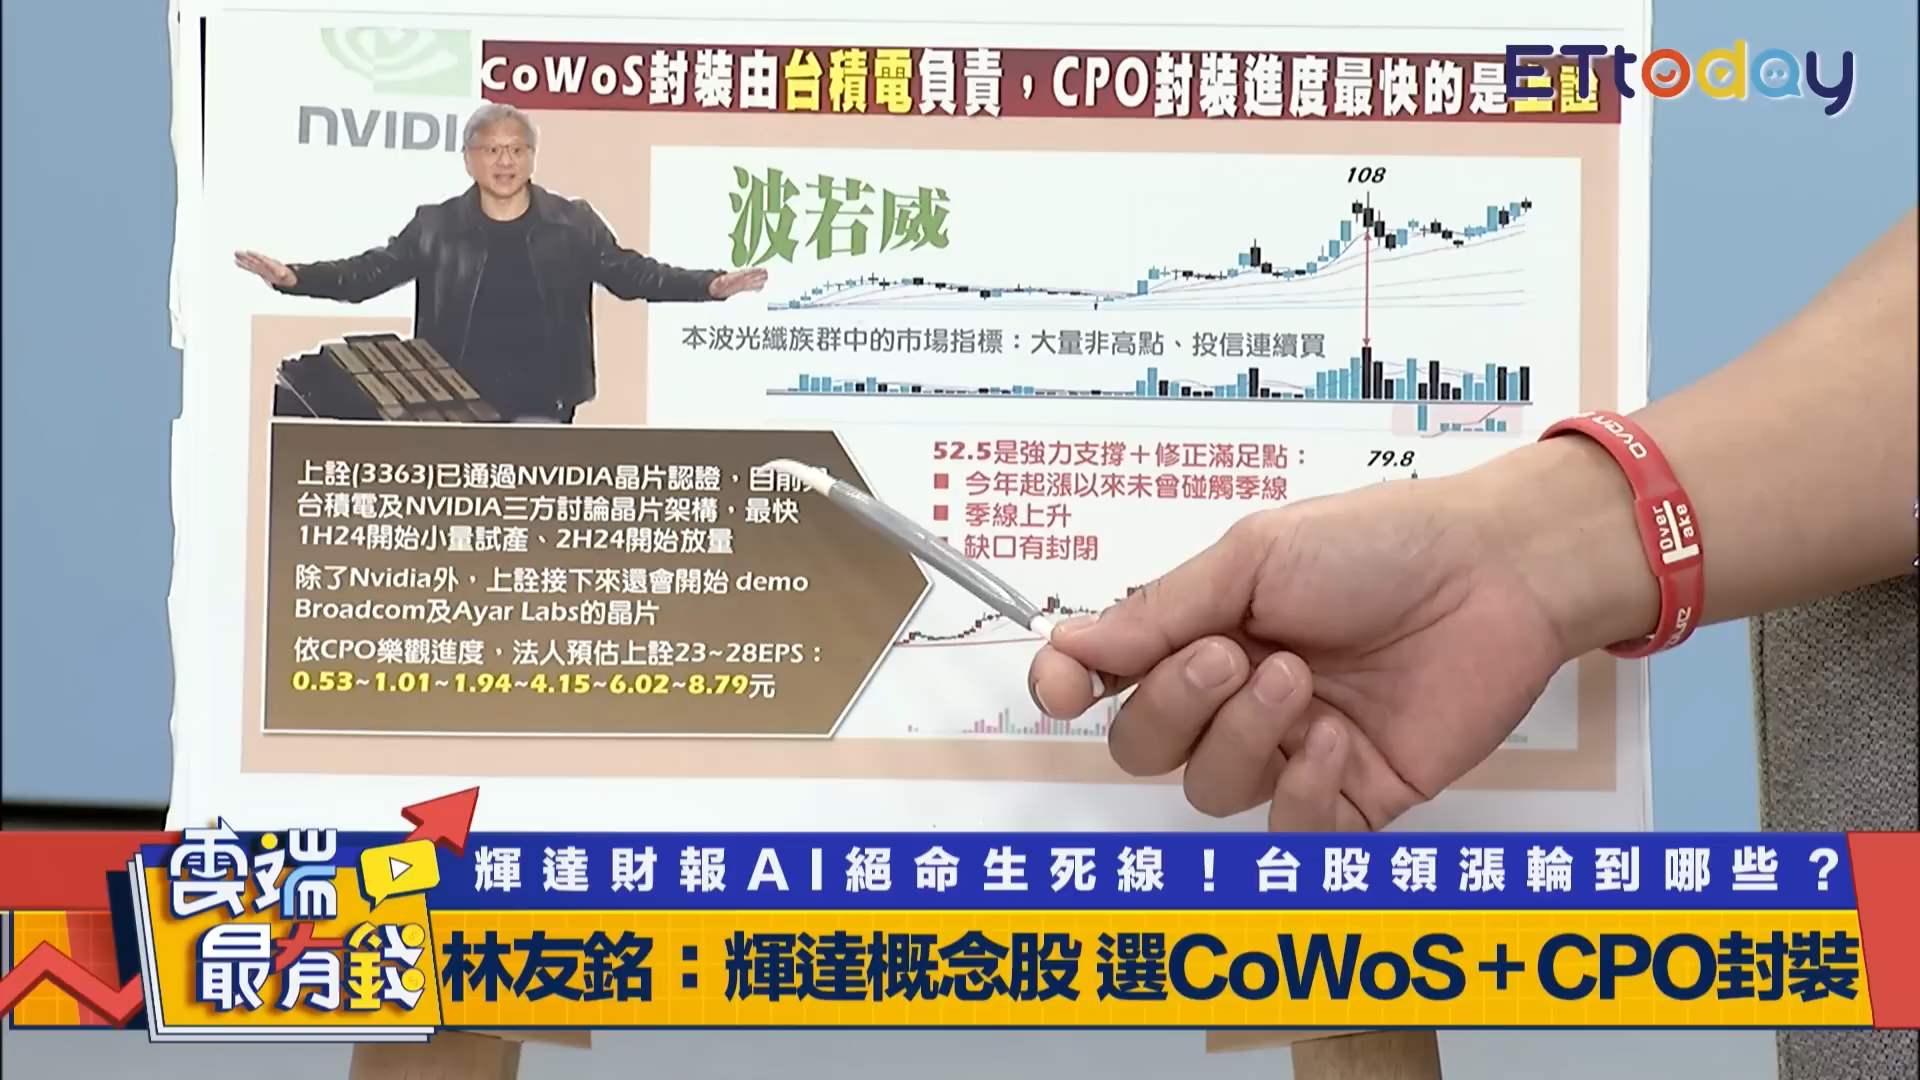 ETtoday
CoWoS封裝由台積電負責，CPO封裝進度最快的是上詮
NVIDI
波若威
108
本波光纖族群中的市場指標：大量非高點、投信連續買
上詮(3363)已通過NVIDIA晶片認證，目前
台積電及NVIDIA三方討論晶片架構，最快
1H24開始小量試產、2H24開始放量
除了Nvidia外，上詮接下來還會開始 demo
Broadcom及Ayar Labs的晶片
依CPO樂觀進度，法人預估上詮23~28EPS：
0.53~1.01~1.94~4.15~6.02~8.79元
52.5是強力支撐＋修正滿足點：
79.8
■ 今年起漲以來未曾碰觸季線
■ 季線上升
缺口有封閉
Over
ake
雲端
最有錢
輝達財報AI絕命生死線！台股領漲輪到哪些？
林友銘：輝達概念股 選CoWoS＋CPO封裝